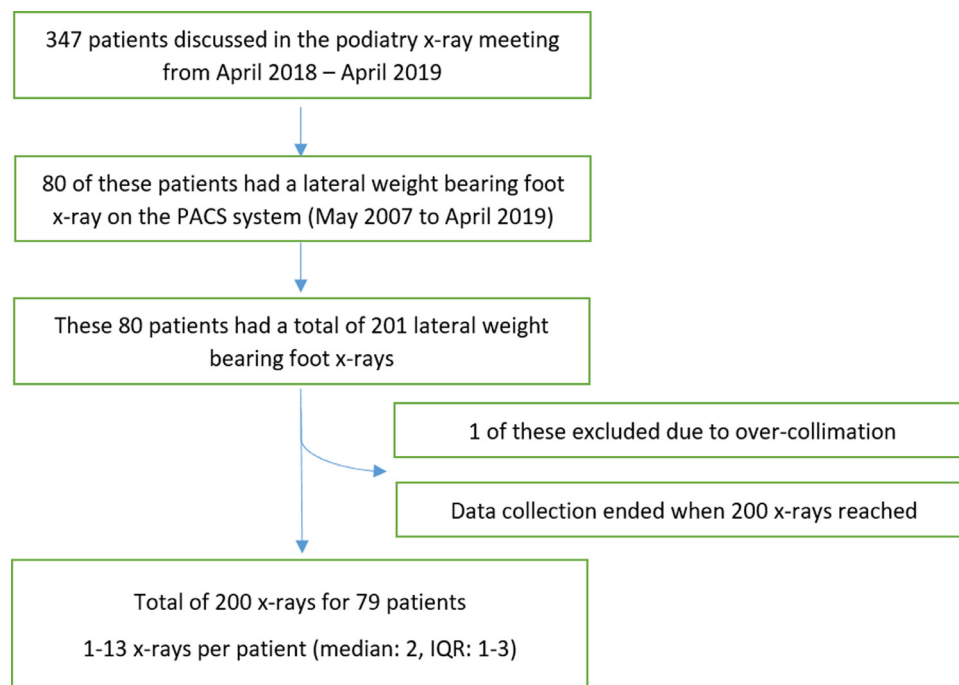 347 patients discussed in the podiatry x-ray meeting
from April 2018 – April 2019
80 of these patients had a lateral weight bearing foot
x-ray on the PACS system (May 2007 to April 2019)
These 80 patients had a total of 201 lateral weight
bearing foot x-rays
1 of these excluded due to over-collimation
Data collection ended when 200 x-rays reached
Total of 200 x-rays for 79 patients
1-13 x-rays per patient (median: 2, IQR: 1-3)